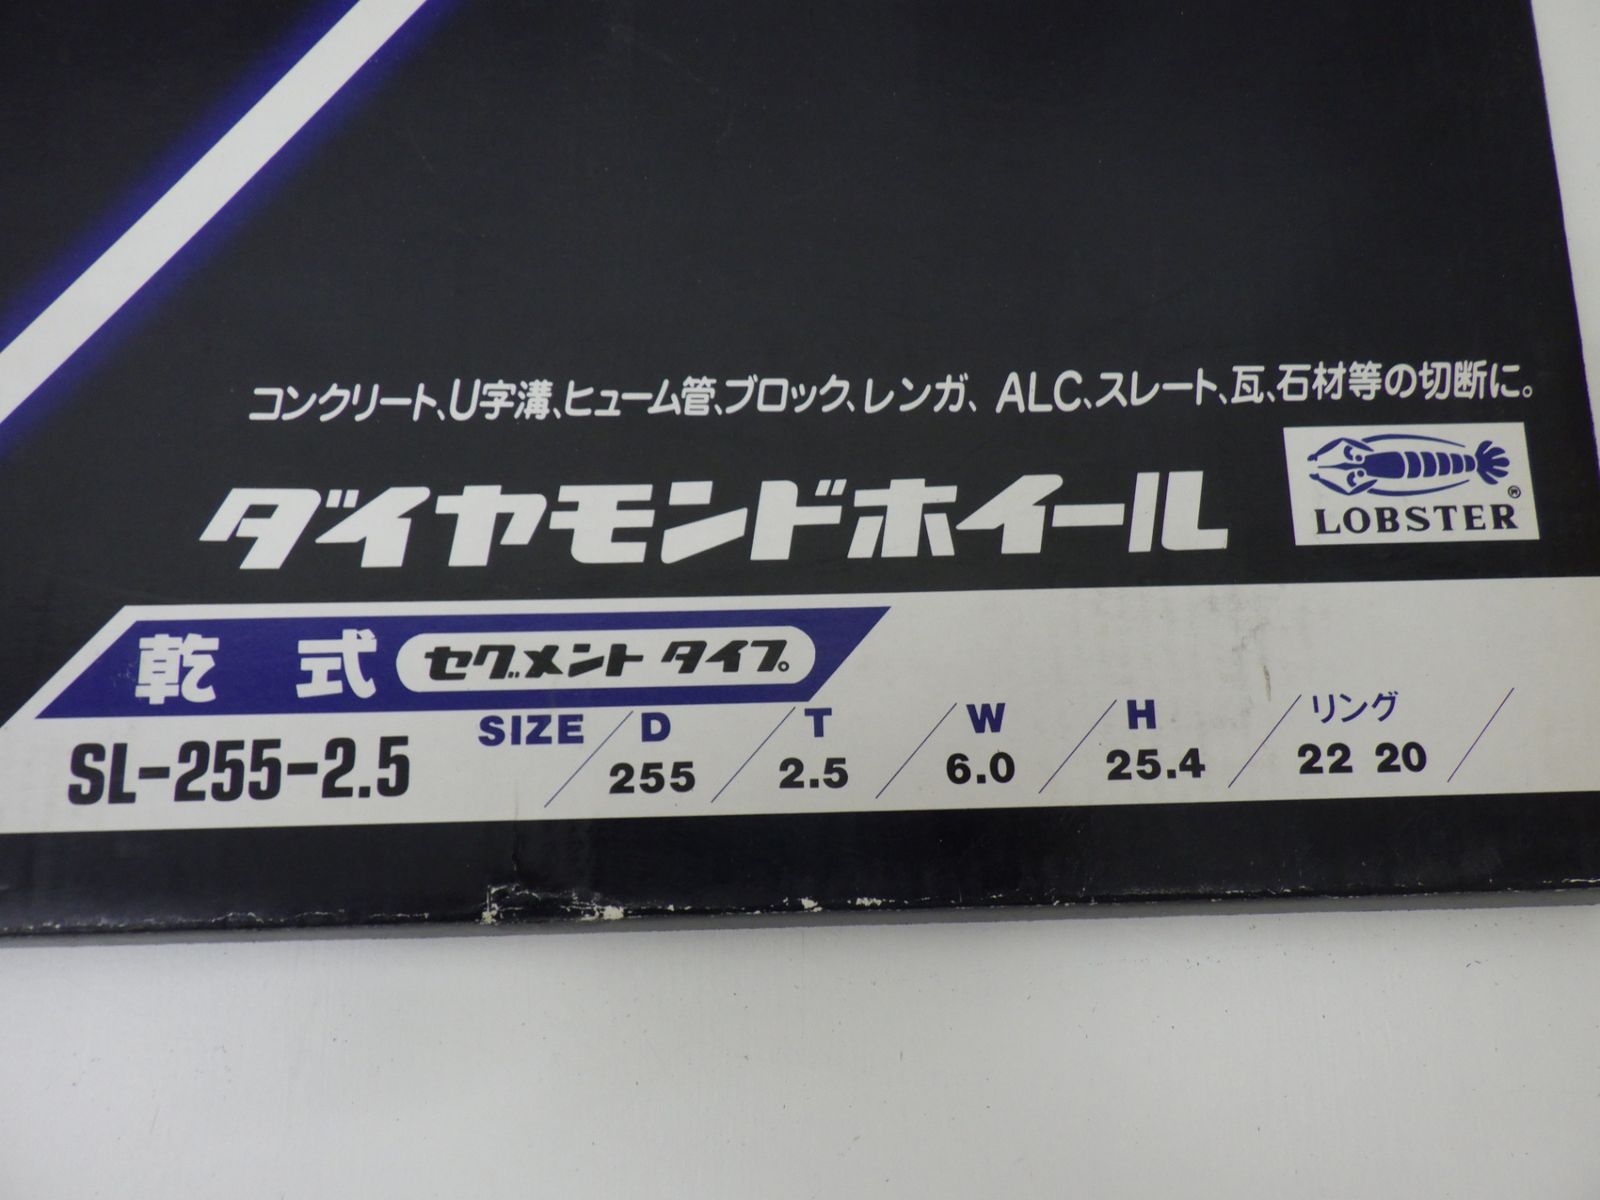 コンクリート、U字溝、ヒューム管、ブロック、レンガ、ALC、スレート、瓦、石材等の切断に。
ダイヤモンドホイール
LOBSTER®
乾式 セグメントタイプ
SIZE D T W H リング
SL-255-2.5 255 2.5 6.0 25.4 22 20